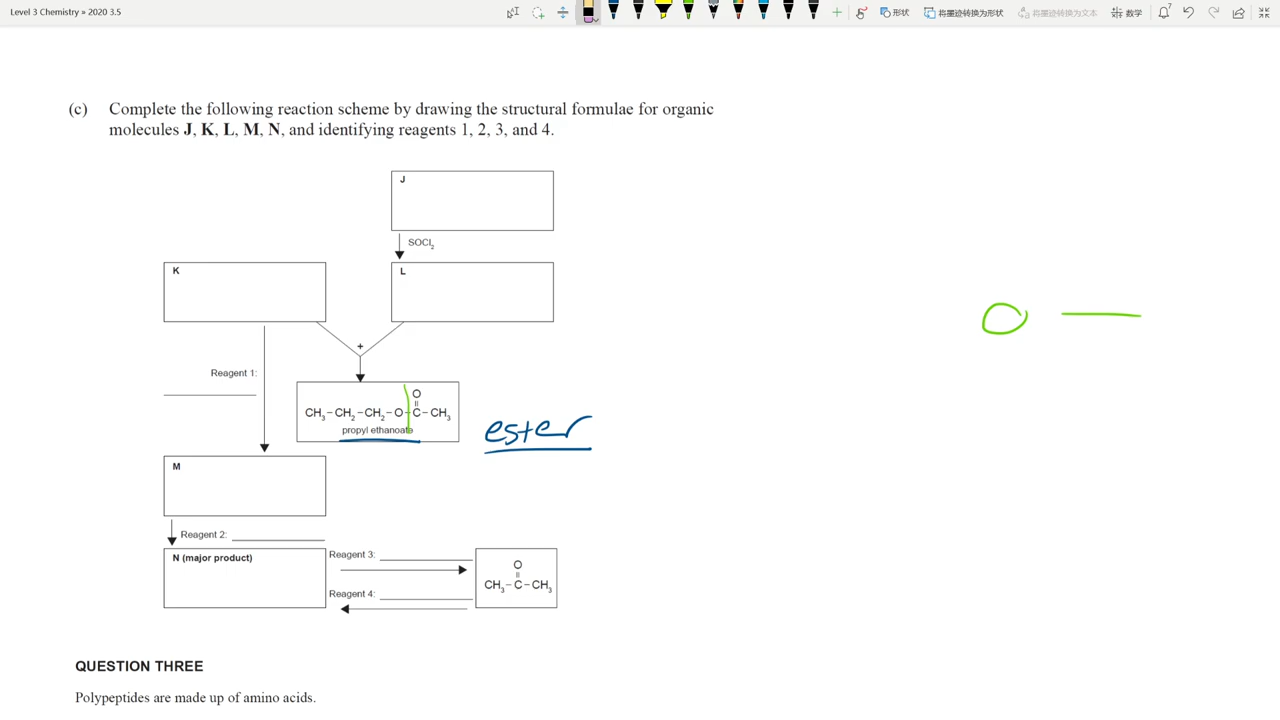 Level 3 Chemistry » 2020 3.5
形状
将墨迹转换为形状
将墨迹转换为文本
数学
7
(c) Complete the following reaction scheme by drawing the structural formulae for organic
molecules J, K, L, M, N, and identifying reagents 1, 2, 3, and 4.
J
SOCl₂
K
L
+
Reagent 1:
O
CH₃–CH₂–CH₂–O–C–CH₃
propyl ethanoate
ester
M
Reagent 2:
N (major product)
Reagent 3:
O
CH₃–C–CH₃
Reagent 4:
QUESTION THREE
Polypeptides are made up of amino acids.